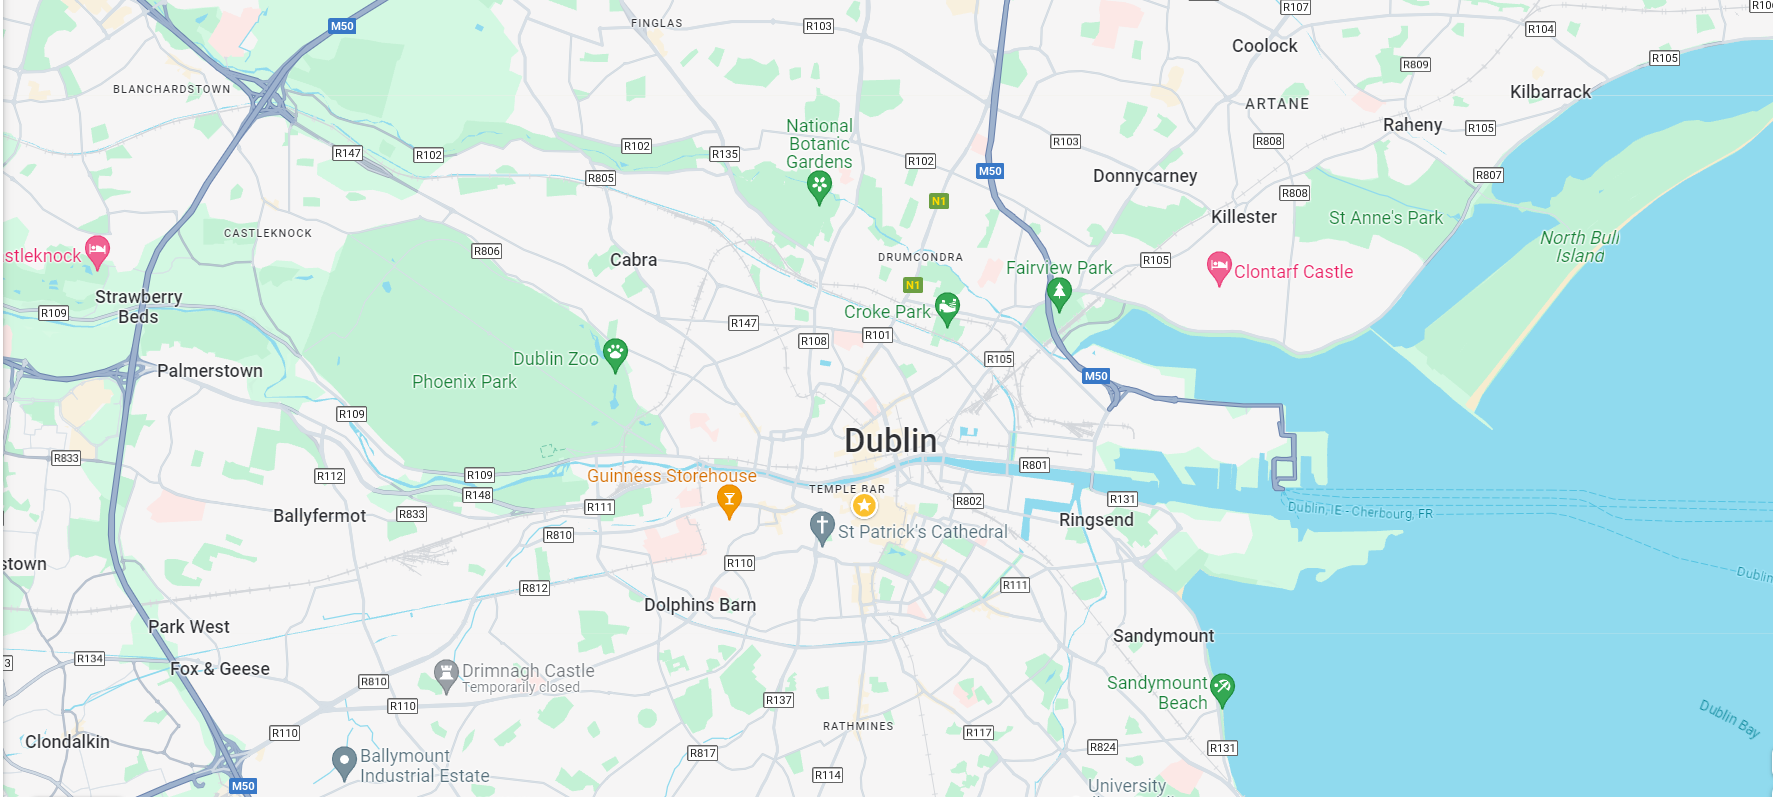 M50
FINGLAS
R103
R107
R104
Coolock
R809
R105
BLANCHARDSTOWN
Kilbarrack
ARTANE
Raheny
R105
National
Botanic
Gardens
R147
R102
R102
R135
R102
R103
R808
R805
M50
Donnycarney
R807
R808
N1
Killester
St Anne's Park
CASTLEKNOCK
R806
Cabra
DRUMCONDRA
Fairview Park
R105
North Bull
Island
stleknock
Clontarf Castle
N1
Strawberry
Beds
R109
Croke Park
R147
R108
R101
R105
Dublin Zoo
Palmerstown
Phoenix Park
M50
R109
Dublin
R833
R112
R109
Guinness Storehouse
R801
R148
TEMPLE BAR
R802
R131
Ballyfermot
R833
R111
Ringsend
Dublin, IE - Cherbourg, FR
R810
St Patrick's Cathedral
stown
R110
R812
R111
Dublin
Dolphins Barn
Park West
Sandymount
R134
Fox & Geese
Drimnagh Castle
Temporarily closed
R810
R110
R137
Sandymount
Beach
Dublin Bay
RATHMINES
R110
R117
Clondalkin
R817
R824
R131
Ballymount
Industrial Estate
R114
M50
University